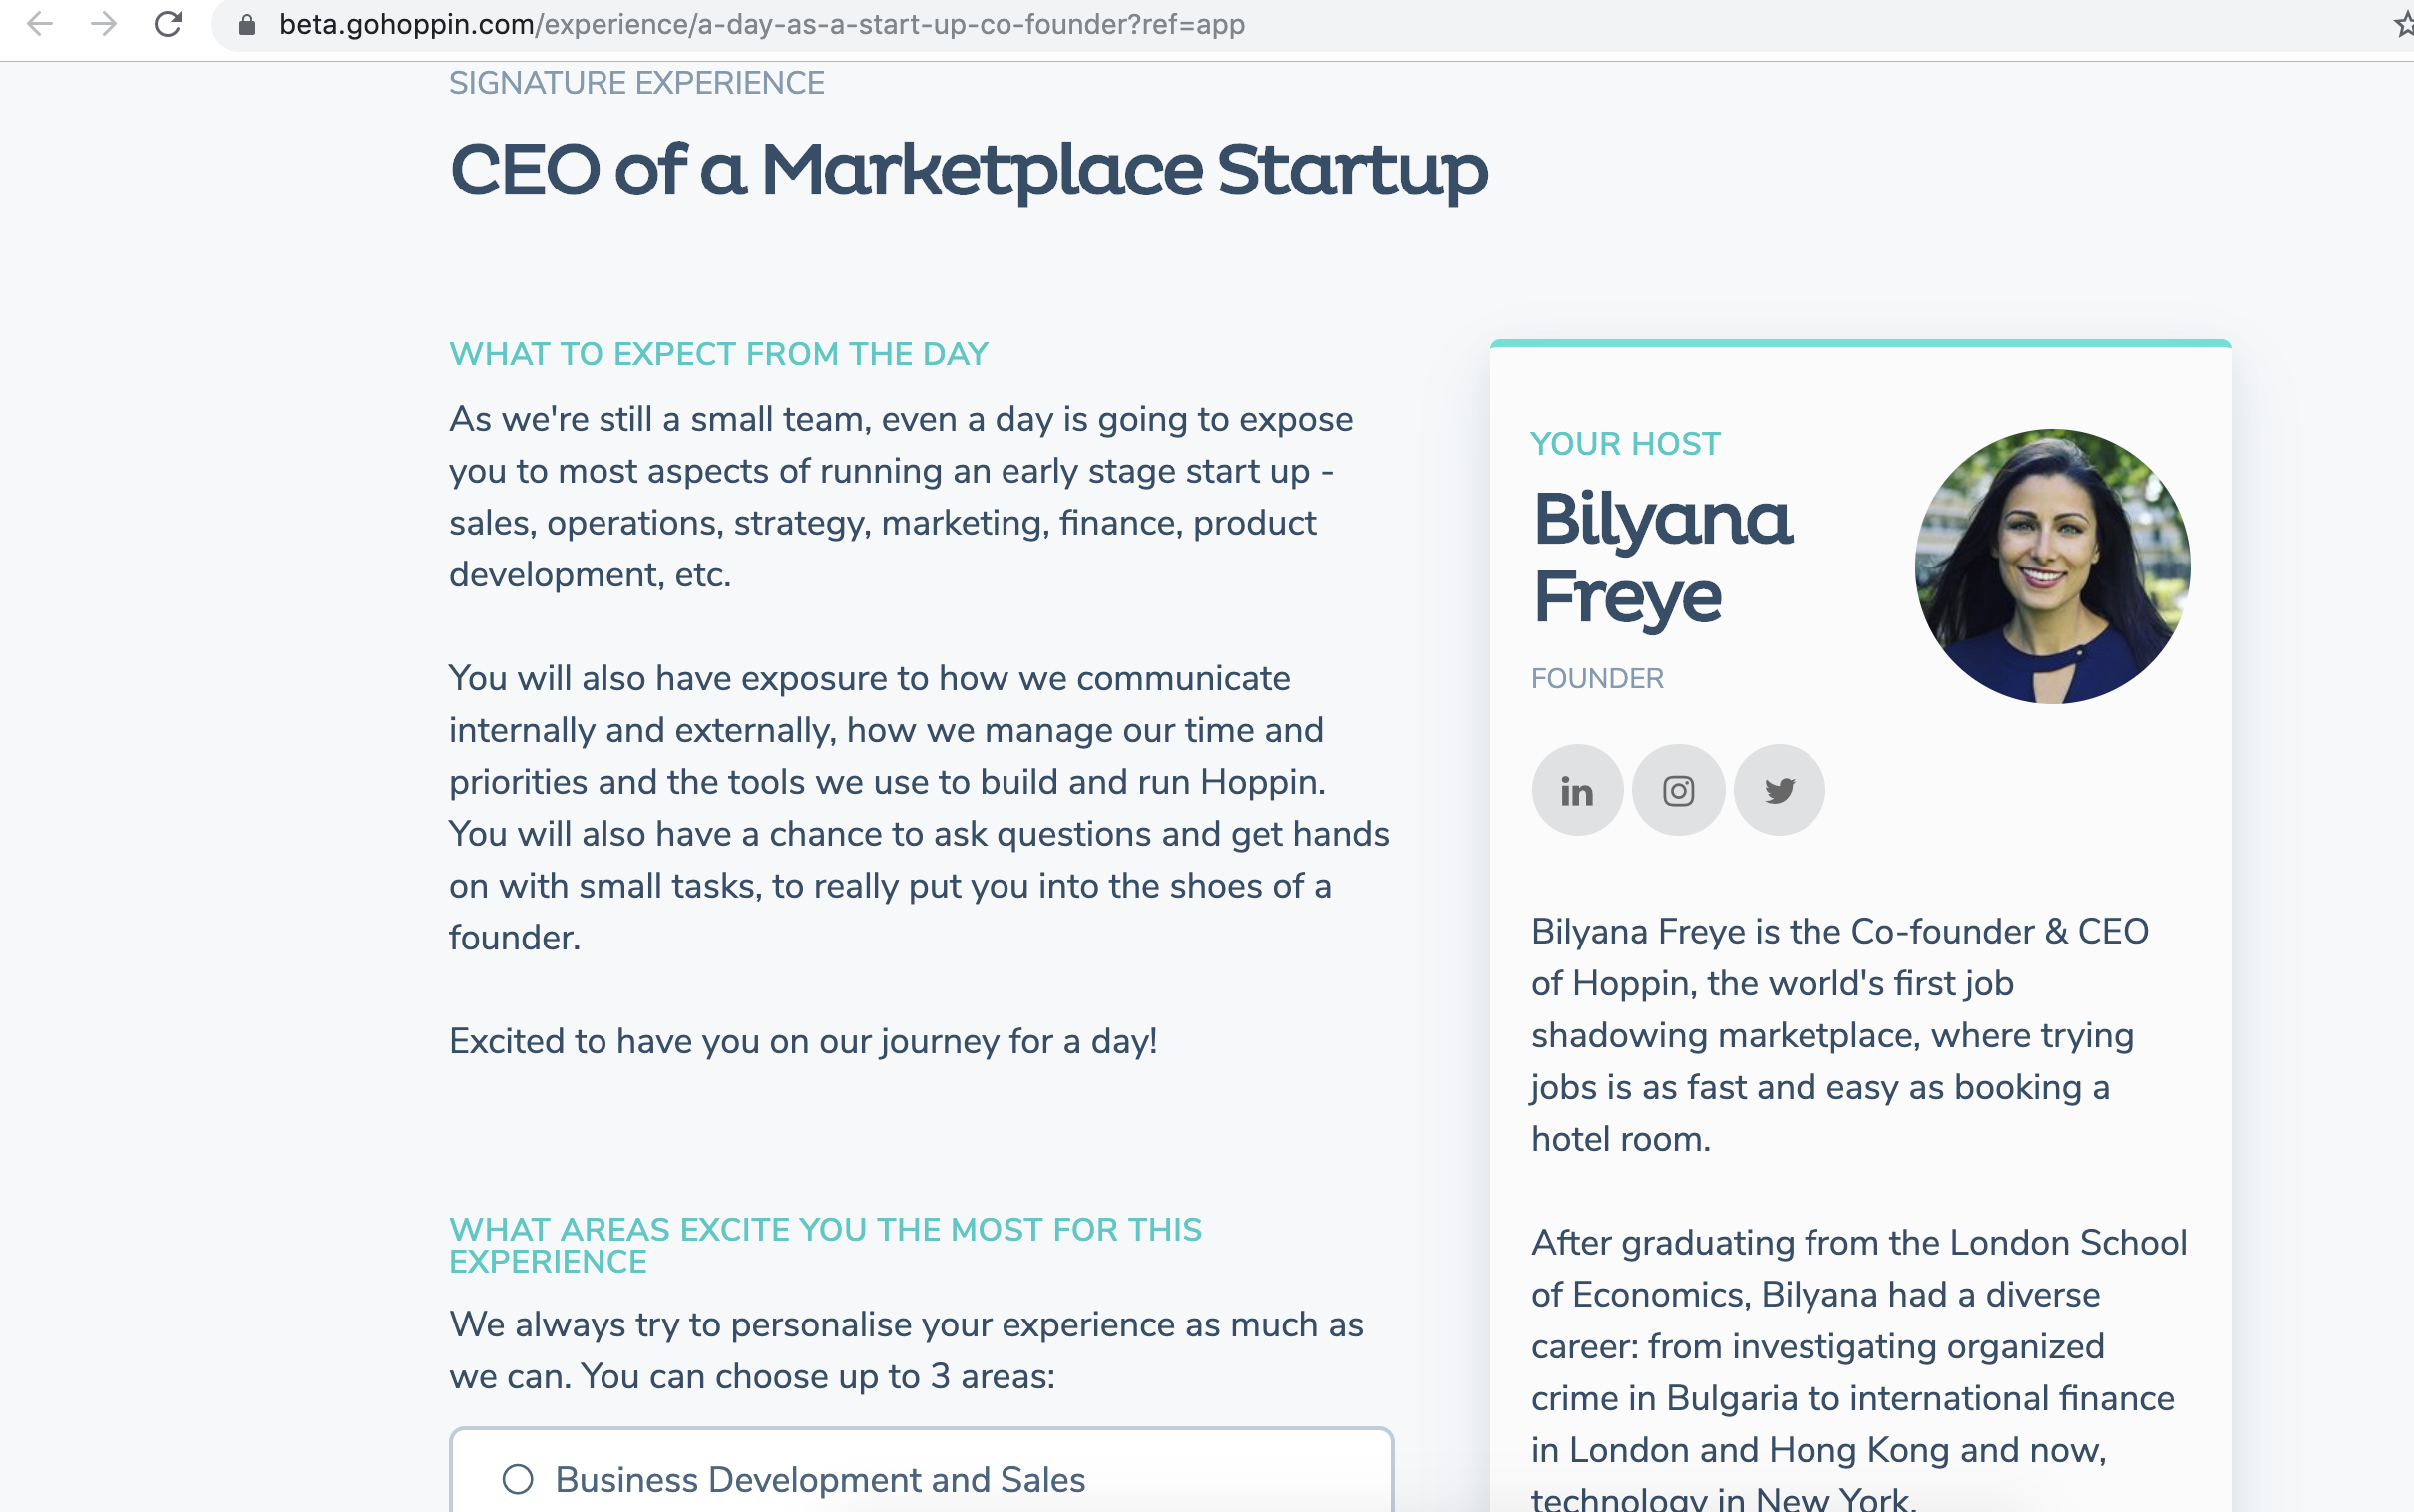 beta.gohoppin.com/experience/a-day-as-a-start-up-co-founder?ref=app
SIGNATURE EXPERIENCE
CEO of a Marketplace Startup
WHAT TO EXPECT FROM THE DAY
As we're still a small team, even a day is going to expose
you to most aspects of running an early stage start up -
sales, operations, strategy, marketing, finance, product
development, etc.
You will also have exposure to how we communicate
internally and externally, how we manage our time and
priorities and the tools we use to build and run Hoppin.
You will also have a chance to ask questions and get hands
on with small tasks, to really put you into the shoes of a
founder.
Excited to have you on our journey for a day!
WHAT AREAS EXCITE YOU THE MOST FOR THIS
EXPERIENCE
We always try to personalise your experience as much as
we can. You can choose up to 3 areas:
Business Development and Sales
YOUR HOST
Bilyana
Freye
FOUNDER
in
Bilyana Freye is the Co-founder & CEO
of Hoppin, the world's first job
shadowing marketplace, where trying
jobs is as fast and easy as booking a
hotel room.
After graduating from the London School
of Economics, Bilyana had a diverse
career: from investigating organized
crime in Bulgaria to international finance
in London and Hong Kong and now,
technology in New York.